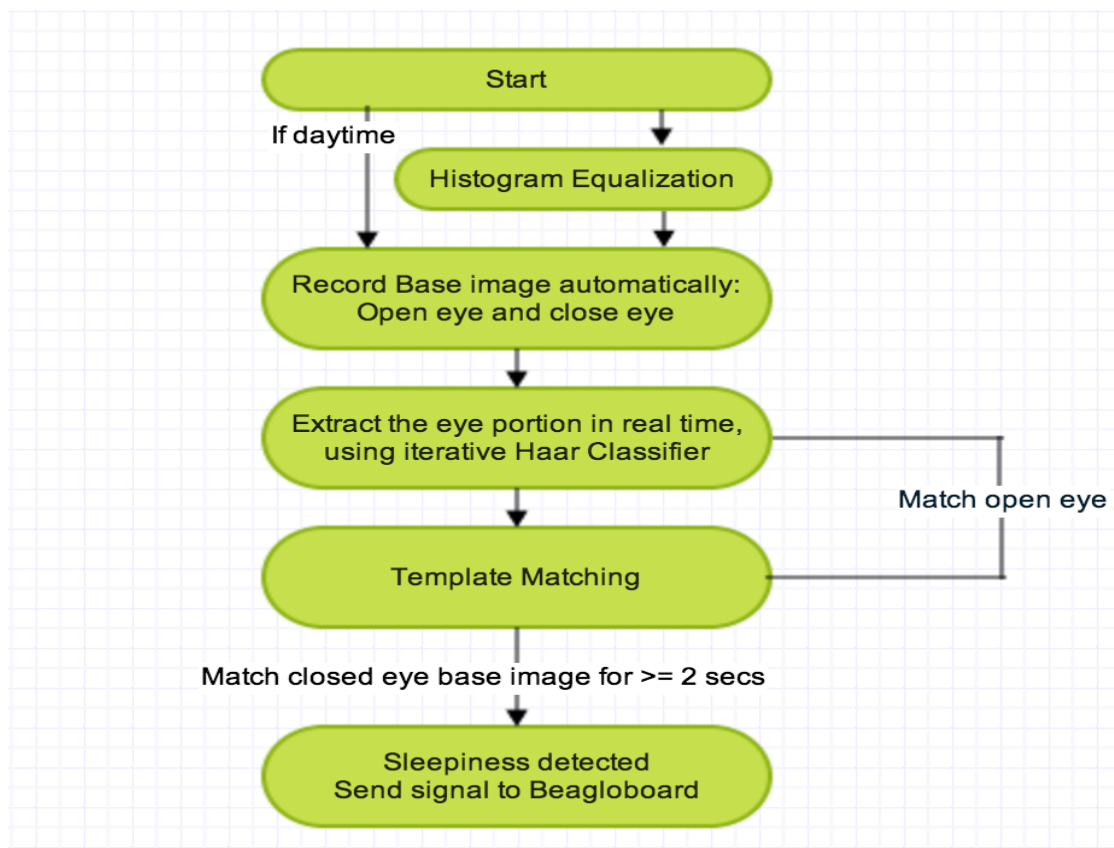 Start
If daytime
Histogram Equalization
Record Base image automatically:
Open eye and close eye
Extract the eye portion in real time,
using iterative Haar Classifier
Match open eye
Template Matching
Match closed eye base image for >= 2 secs
Sleepiness detected
Send signal to Beagloboard